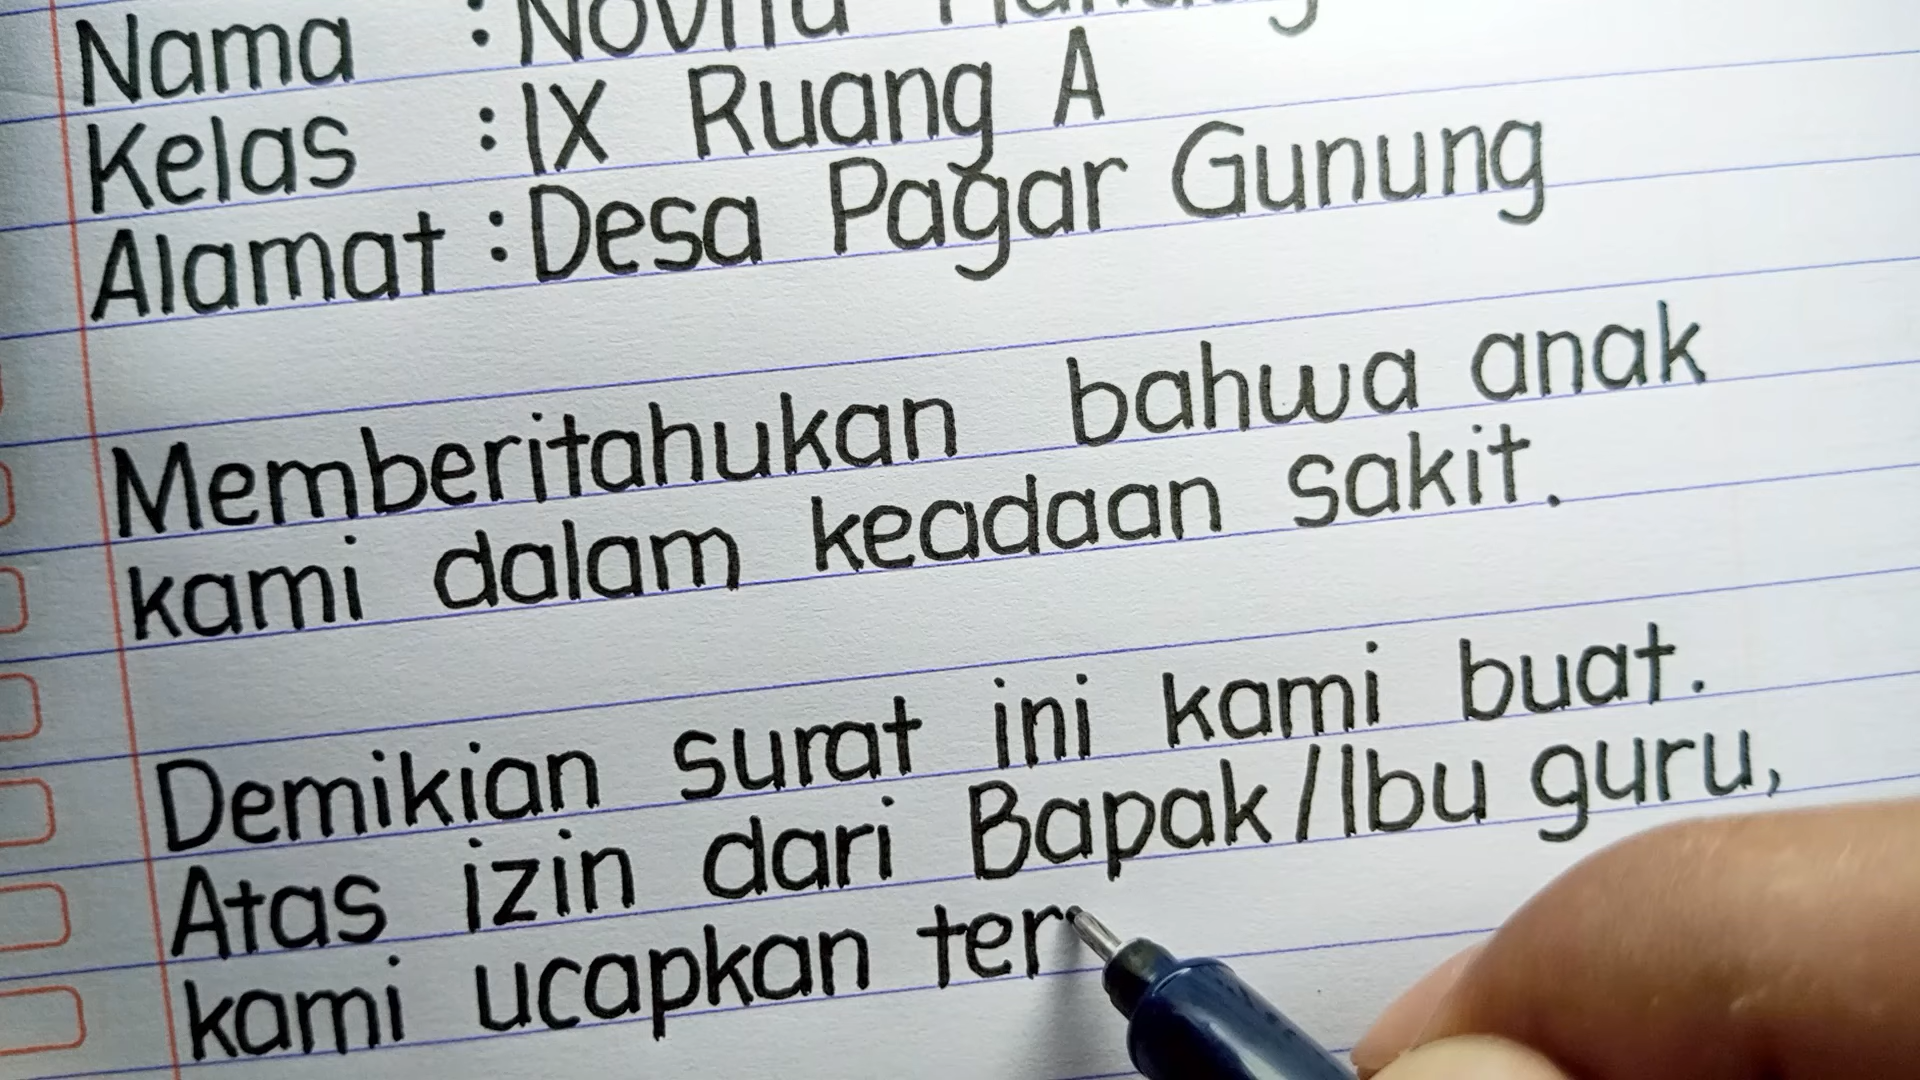 Nama : Novita
Kelas : IX Ruang A
Alamat : Desa Pagar Gunung
Memberitahukan bahwa anak
kami dalam keadaan sakit.
Demikian surat ini kami buat.
Atas izin dari Bapak/Ibu guru,
kami ucapkan ter